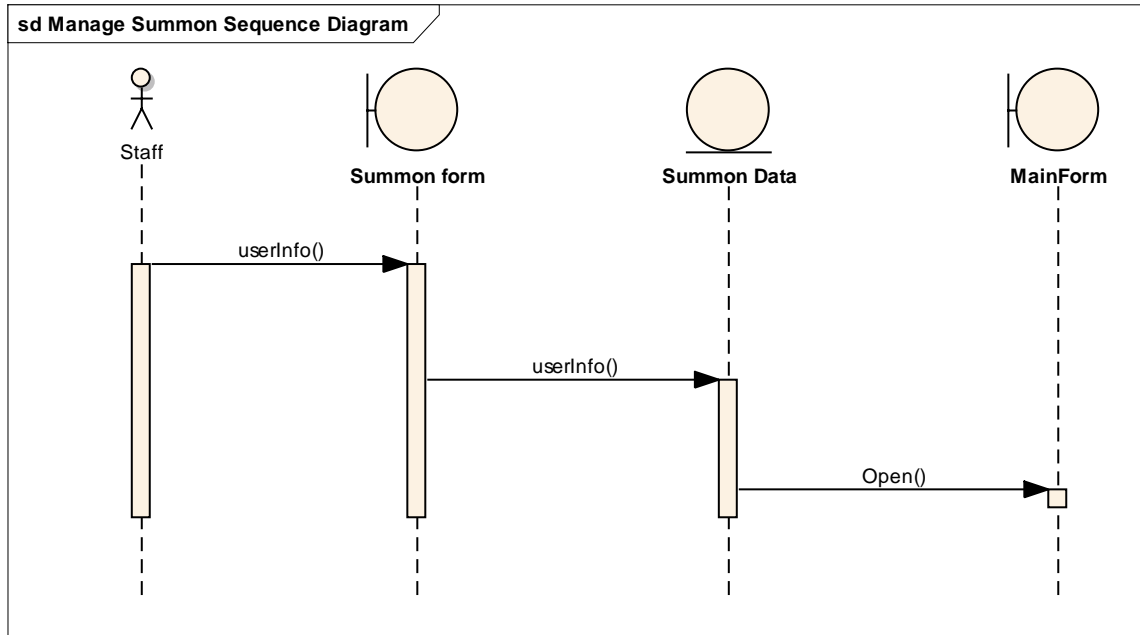 sd Manage Summon Sequence Diagram
Staff
Summon form
Summon Data
MainForm
userInfo()
userInfo()
Open()